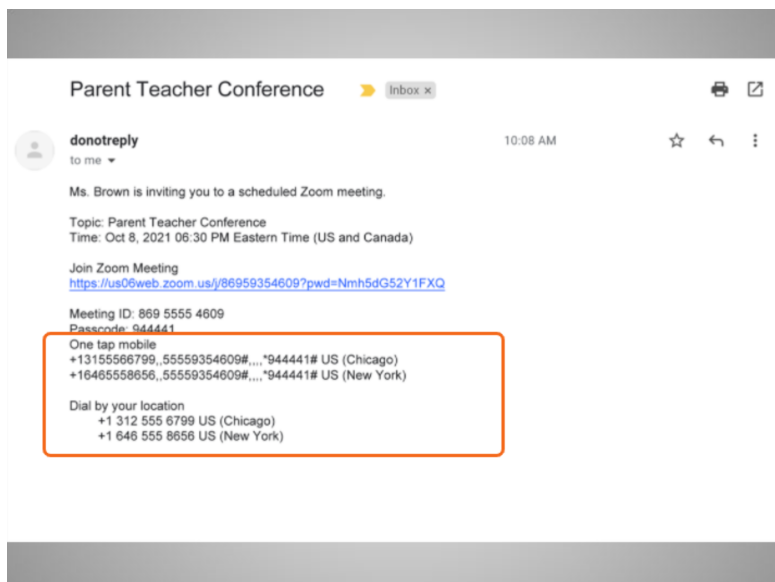 Parent Teacher Conference Inbox ×
donotreply 10:08 AM
to me
Ms. Brown is inviting you to a scheduled Zoom meeting.
Topic: Parent Teacher Conference
Time: Oct 8, 2021 06:30 PM Eastern Time (US and Canada)
Join Zoom Meeting
https://us06web.zoom.us/j/86959354609?pwd=Nmh5dG52Y1FXQ
Meeting ID: 869 5555 4609
Passcode: 944441
One tap mobile
+13155566799,,55559354609#,,,,*944441# US (Chicago)
+16465558656,,55559354609#,,,,*944441# US (New York)
Dial by your location
+1 312 555 6799 US (Chicago)
+1 646 555 8656 US (New York)